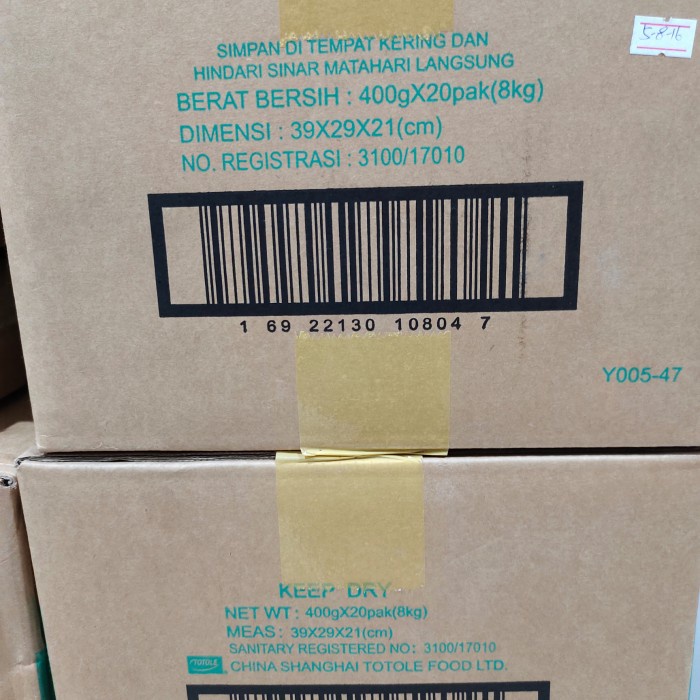 5-8-16
SIMPAN DI TEMPAT KERING DAN
HINDARI SINAR MATAHARI LANGSUNG
BERAT BERSIH : 400gX20pak(8kg)
DIMENSI : 39X29X21(cm)
NO. REGISTRASI : 3100/17010
1 69 22130 10804 7
Y005-47
KEEP DRY
NET WT : 400gX20pak(8kg)
MEAS : 39X29X21(cm)
SANITARY REGISTERED NO: 3100/17010
TOTOLE CHINA SHANGHAI TOTOLE FOOD LTD.